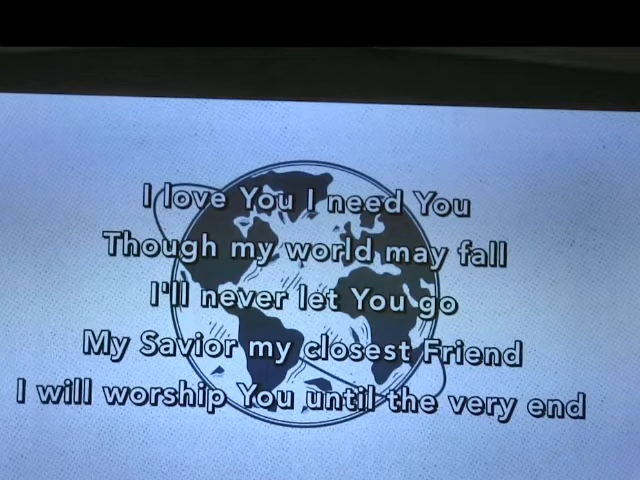 I love You I need You
Though my world may fall
I'll never let You go
My Savior my closest Friend
I will worship You until the very end